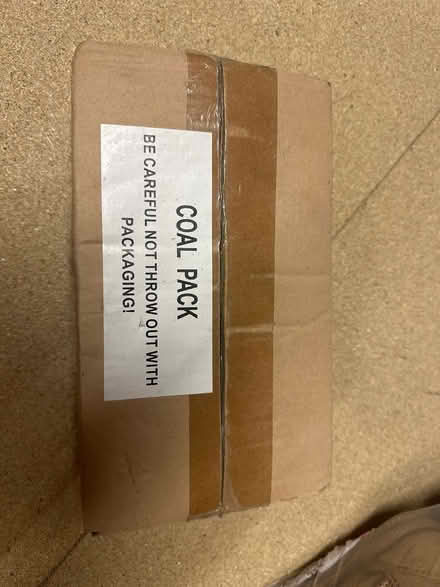 COAL PACK
BE CAREFUL NOT THROW OUT WITH
PACKAGING!